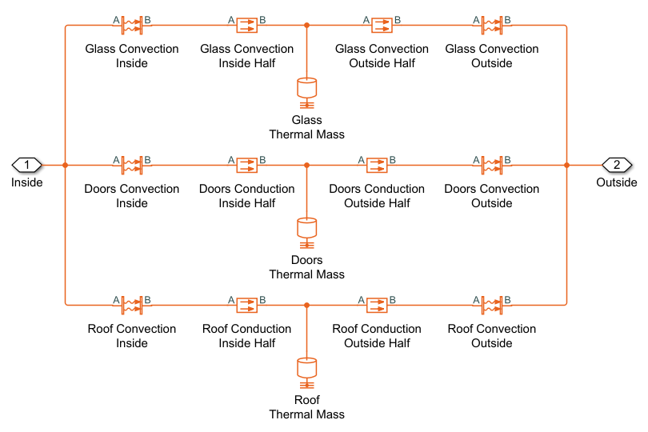 A B A B A B A B
Glass Convection Glass Convection Glass Convection Glass Convection
Inside Inside Half Outside Half Outside
Glass
Thermal Mass
1 A B A B A B A B 2
Inside Outside
Doors Convection Doors Conduction Doors Conduction Doors Convection
Inside Inside Half Outside Half Outside
Doors
Thermal Mass
A B A B A B A B
Roof Convection Roof Conduction Roof Conduction Roof Convection
Inside Inside Half Outside Half Outside
Roof
Thermal Mass